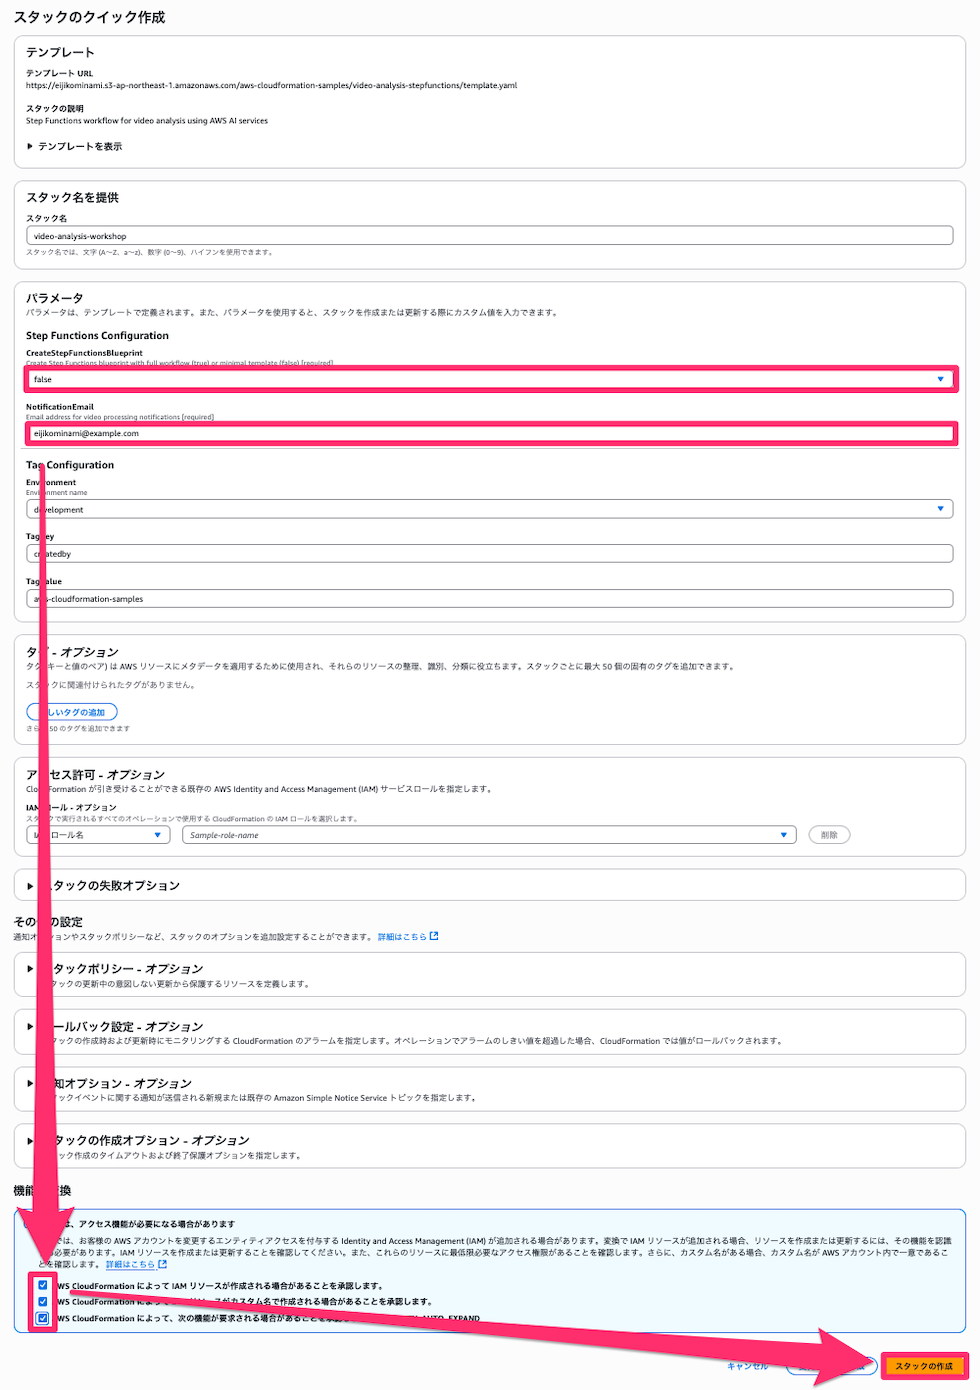 スタックのクイック作成
テンプレート
テンプレート URL
https://eijikominami.s3-ap-northeast-1.amazonaws.com/aws-cloudformation-samples/video-analysis-stepfunctions/template.yaml
スタックの説明
Step Functions workflow for video analysis using AWS AI services
テンプレートを表示
スタック名を提供
スタック名
video-analysis-workshop
スタック名では、文字 (A~Z、a~z)、数字 (0~9)、ハイフンを使用できます。
パラメータ
パラメータは、テンプレートで定義されます。また、パラメータを使用すると、スタックを作成または更新する際にカスタム値を入力できます。
Step Functions Configuration
CreateStepFunctionsBlueprint
Create Step Functions blueprint with full workflow (true) or minimal template (false) [required]
false
NotificationEmail
Email address for video processing notifications [required]
eijikominami@example.com
Tag Configuration
Environment
Environment name
development
createdby
aws-cloudformation-samples
タグ - オプション
キーと値のペア) は AWS リソースにメタデータを適用するために使用され、それらのリソースの整理、識別、分類に役立ちます。スタックごとに最大 50 個の固有のタグを追加できます。
スタックに関連付けられたタグがありません。
しいタグの追加
50 のタグを追加できます
アクセス許可 - オプション
CloudFormation が引き受けることができる既存の AWS Identity and Access Management (IAM) サービスロールを指定します。
IAM ロール - オプション
スタックで実行されるすべてのオペレーションで使用する CloudFormation の IAM ロールを選択します。
IAM ロール名 Sample-role-name 削除
スタックの失敗オプション
その他の設定
通知オプションやスタックポリシーなど、スタックのオプションを追加設定することができます。 詳細はこちら
タックポリシー - オプション
タックの更新中の意図しない更新から保護するリソースを定義します。
ールバック設定 - オプション
タックの作成時および更新時にモニタリングする CloudFormation のアラームを指定します。オペレーションでアラームのしきい値を超過した場合、CloudFormation では値がロールバックされます。
知オプション - オプション
ックイベントに関する通知が送信される新規または既存の Amazon Simple Notice Service トピックを指定します。
タックの作成オプション - オプション
ック作成のタイムアウトおよび終了保護オプションを指定します。
機能 変換
は、アクセス機能が必要になる場合があります
では、お客様の AWS アカウントを変更するエンティティアクセスを付与する Identity and Access Management (IAM) が追加される場合があります。変換で IAM リソースが追加される場合、リソースを作成または更新するには、その機能を認識
必要があります。IAM リソースを作成または更新することを確認してください。また、これらのリソースに最低限必要なアクセス権限があることを確認します。さらに、カスタム名がある場合、カスタム名が AWS アカウント内で一意であるこ
とを確認します。 詳細はこちら
WS CloudFormation によって IAM リソースが作成される場合があることを承認します。
WS CloudFormation によって がカスタム名で作成される場合があることを承認します。
WS CloudFormation によって、次の機能が要求される場合があることを承認 AUTO_EXPAND
キャンセル スタックの作成